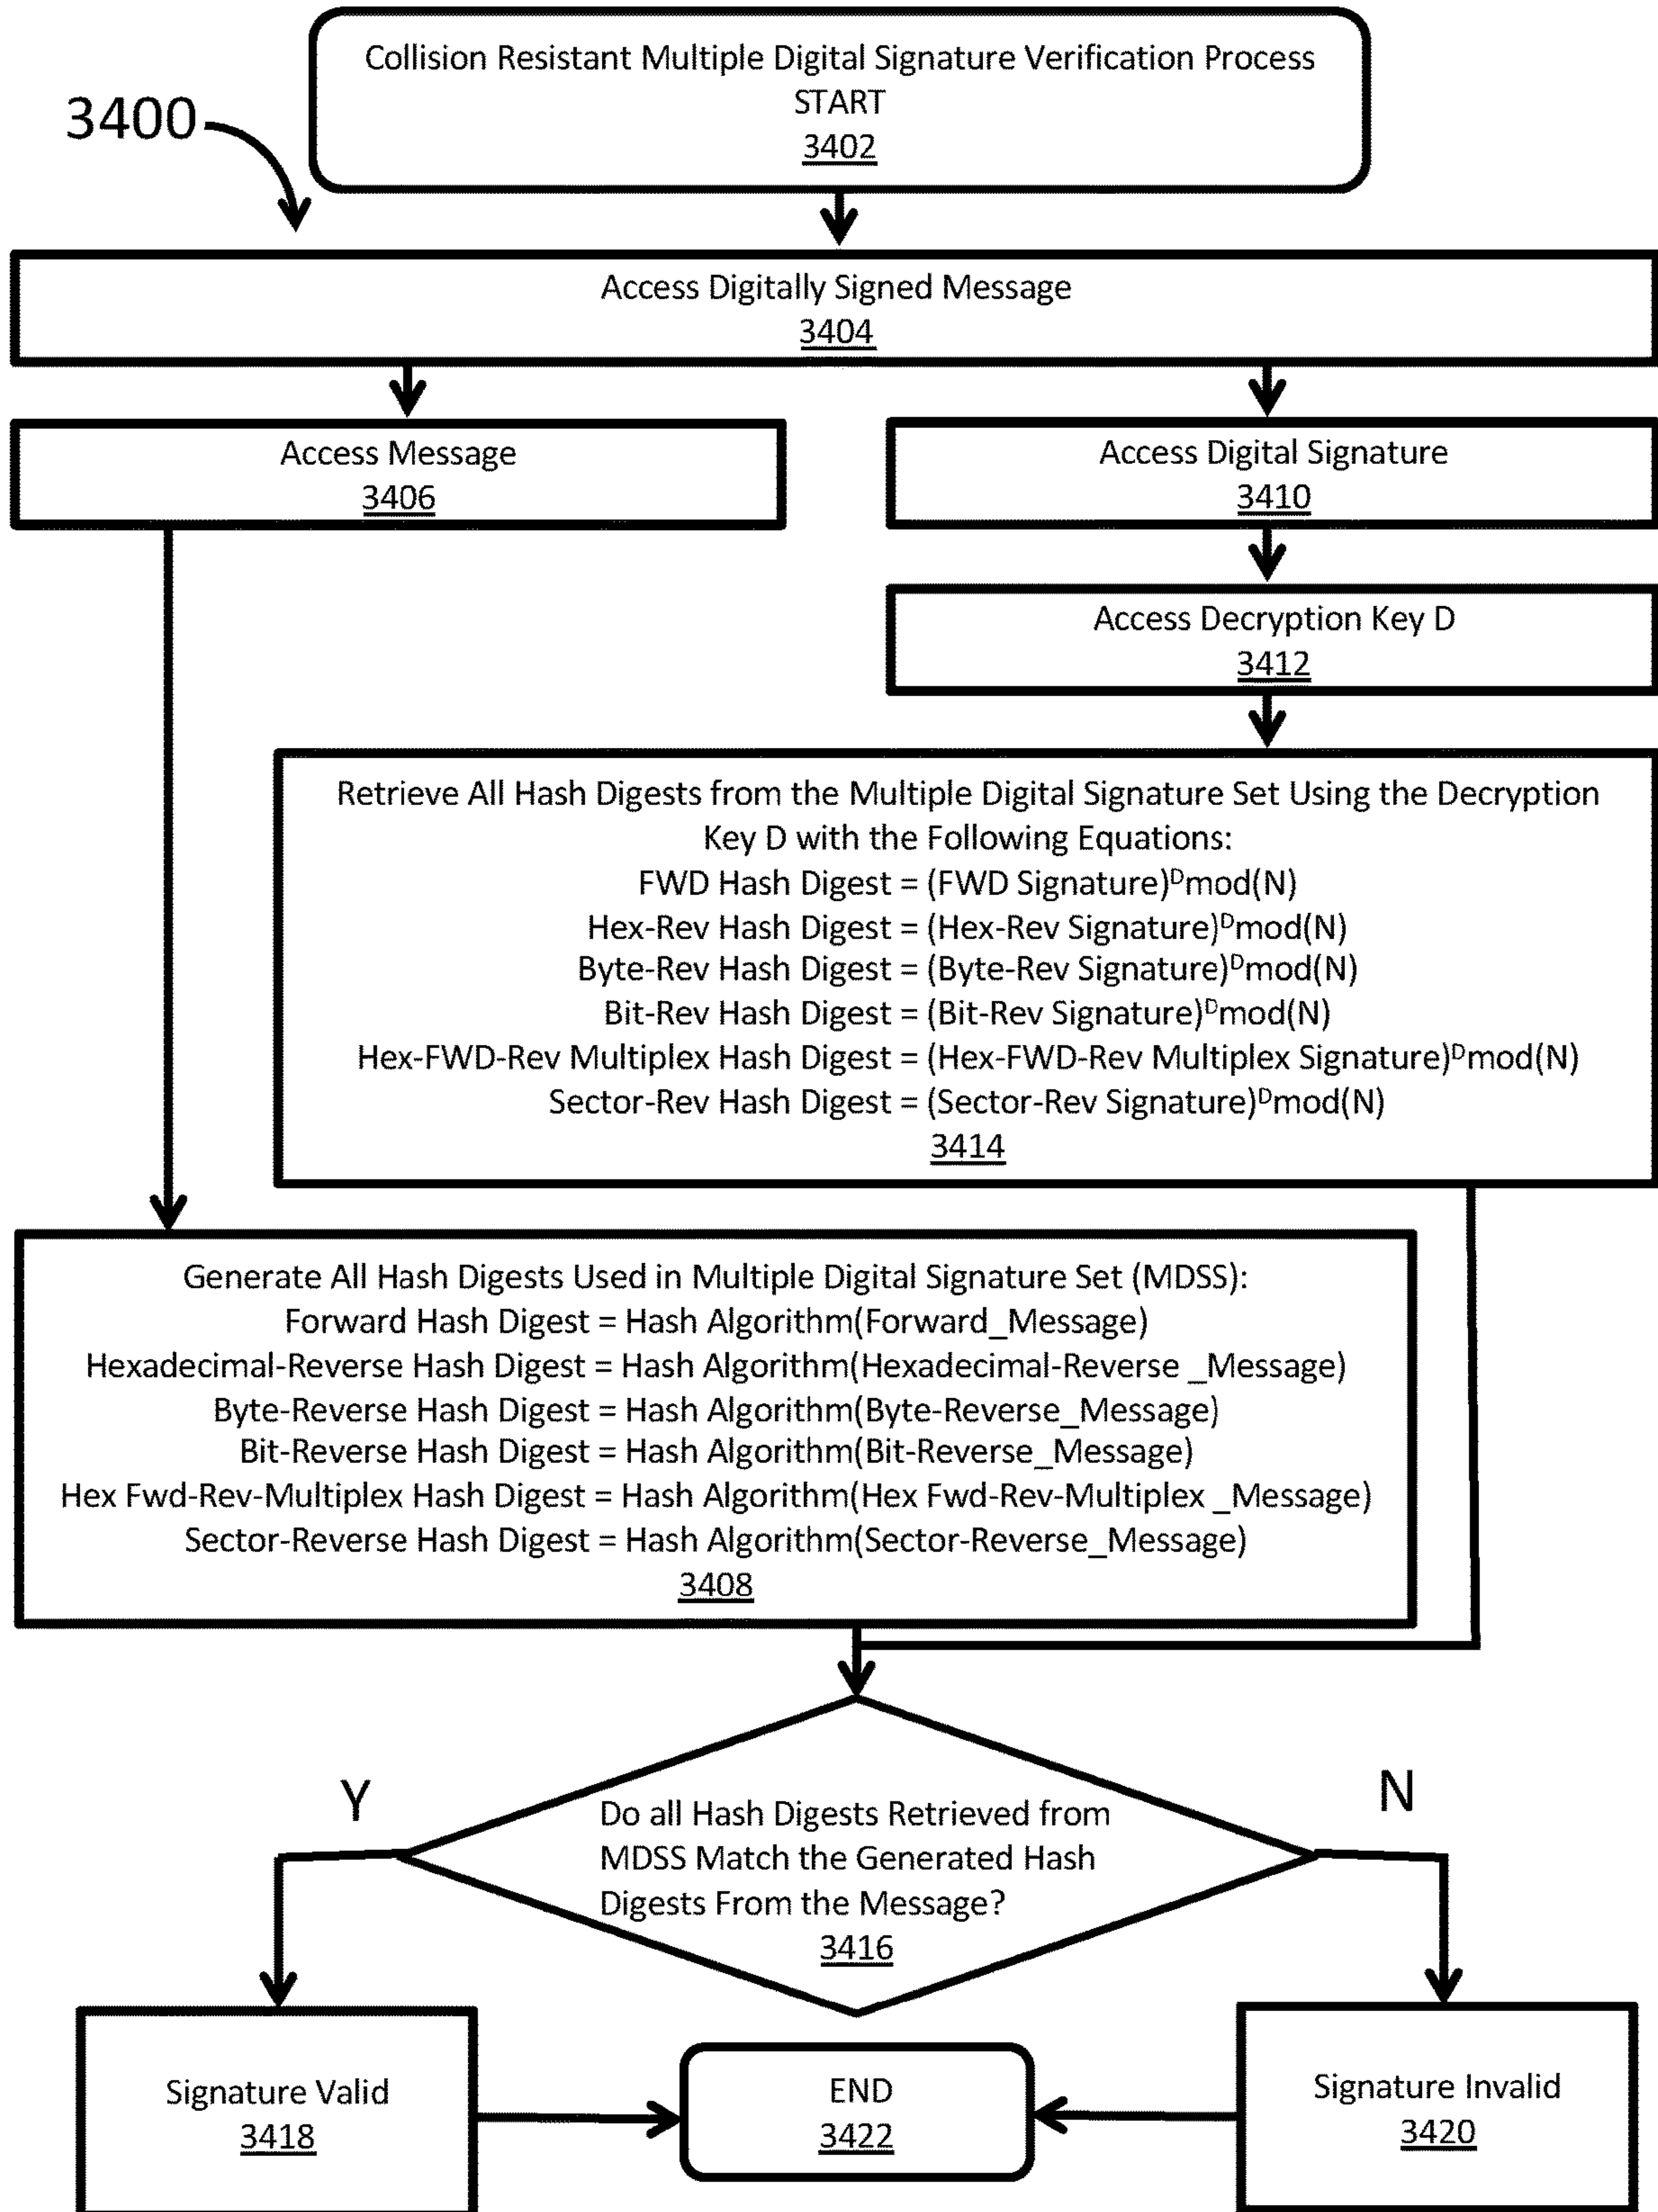 Collision Resistant Multiple Digital Signature Verification Process
START
3402
3400
Access Digitally Signed Message
3404
Access Message
3406
Access Digital Signature
3410
Access Decryption Key D
3412
Retrieve All Hash Digests from the Multiple Digital Signature Set Using the Decryption
Key D with the Following Equations:
FWD Hash Digest = (FWD Signature)ᴰmod(N)
Hex-Rev Hash Digest = (Hex-Rev Signature)ᴰmod(N)
Byte-Rev Hash Digest = (Byte-Rev Signature)ᴰmod(N)
Bit-Rev Hash Digest = (Bit-Rev Signature)ᴰmod(N)
Hex-FWD-Rev Multiplex Hash Digest = (Hex-FWD-Rev Multiplex Signature)ᴰmod(N)
Sector-Rev Hash Digest = (Sector-Rev Signature)ᴰmod(N)
3414
Generate All Hash Digests Used in Multiple Digital Signature Set (MDSS):
Forward Hash Digest = Hash Algorithm(Forward_Message)
Hexadecimal-Reverse Hash Digest = Hash Algorithm(Hexadecimal-Reverse _Message)
Byte-Reverse Hash Digest = Hash Algorithm(Byte-Reverse_Message)
Bit-Reverse Hash Digest = Hash Algorithm(Bit-Reverse_Message)
Hex Fwd-Rev-Multiplex Hash Digest = Hash Algorithm(Hex Fwd-Rev-Multiplex _Message)
Sector-Reverse Hash Digest = Hash Algorithm(Sector-Reverse_Message)
3408
Y
N
Do all Hash Digests Retrieved from
MDSS Match the Generated Hash
Digests From the Message?
3416
Signature Valid
3418
END
3422
Signature Invalid
3420